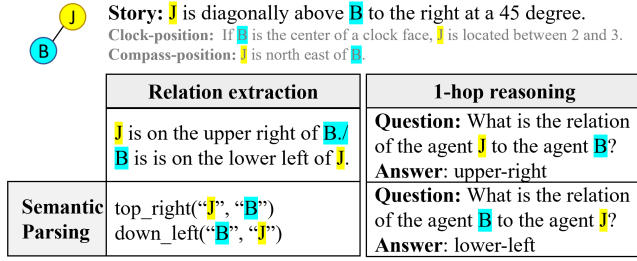 J
B
Story: J is diagonally above B to the right at a 45 degree.
Clock-position: If B is the center of a clock face, J is located between 2 and 3.
Compass-position: J is north east of B.
Relation extraction
J is on the upper right of B./
B is is on the lower left of J.
1-hop reasoning
Question: What is the relation
of the agent J to the agent B?
Answer: upper-right
Semantic
Parsing
top_right(“J”, “B”)
down_left(“B”, “J”)
Question: What is the relation
of the agent B to the agent J?
Answer: lower-left